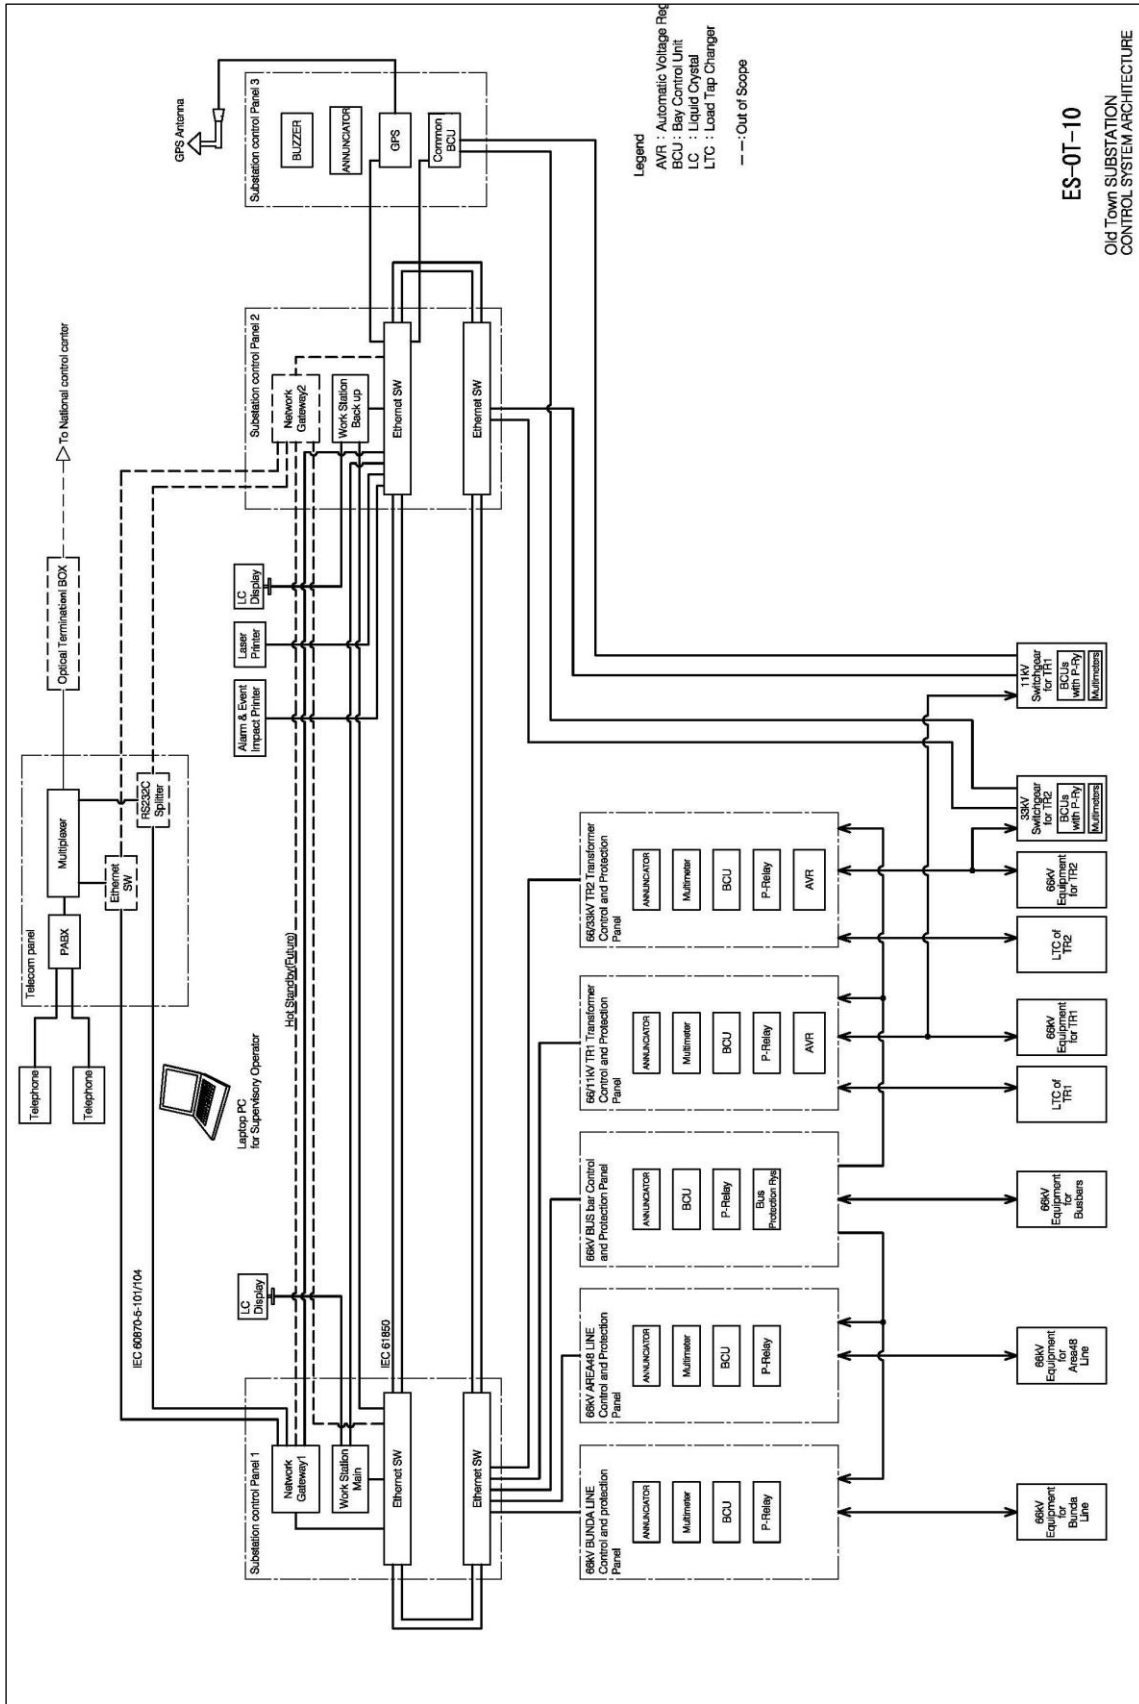 GPS Antenna
To National control center
Telecom panel
Telephone
Telephone
PABX
Multiplexer
Ethernet
SW
RS232C
Splitter
Optical Termination BOX
IEC 60870-5-101/104
Laptop PC
for Supervisory Operator
Hot Standby(Future)
LC
Display
Alarm & Event
Impact Printer
Laser
Printer
LC
Display
Substation control Panel 1
Network
Gateway1
Work Station
Main
Ethernet SW
Ethernet SW
IEC 61850
Substation control Panel 2
Network
Gateway2
Work Station
Back up
Ethernet SW
Ethernet SW
Substation control Panel 3
BUZZER
ANNUNCIATOR
GPS
Common
BCU
66kV BUNDA LINE
Control and protection
Panel
ANNUNCIATOR
Multimeter
BCU
P-Relay
66kV AREA48 LINE
Control and Protection
Panel
ANNUNCIATOR
Multimeter
BCU
P-Relay
66kV BUS bar Control
and Protection Panel
ANNUNCIATOR
BCU
P-Relay
Bus
Protection Rys
66/11kV TR1 Transformer
Control and Protection
Panel
ANNUNCIATOR
Multimeter
BCU
P-Relay
AVR
66/33kV TR2 Transformer
Control and Protection
Panel
ANNUNCIATOR
Multimeter
BCU
P-Relay
AVR
66kV
Equipment
for
Bunda
Line
66kV
Equipment
for
Area48
Line
66kV
Equipment
for
Busbars
LTC of
TR1
66kV
Equipment
for TR1
LTC of
TR2
66kV
Equipment
for TR2
33kV
Switchgear
for TR2
BCUs
with P-Ry
Multimeters
11kV
Switchgear
for TR1
BCUs
with P-Ry
Multimeters
Legend
AVR : Automatic Voltage Reg
BCU : Bay Control Unit
LC : Liquid Crystal
LTC : Load Tap Changer
— —: Out of Scope
ES-OT-10
Old Town SUBSTATION
CONTROL SYSTEM ARCHITECTURE